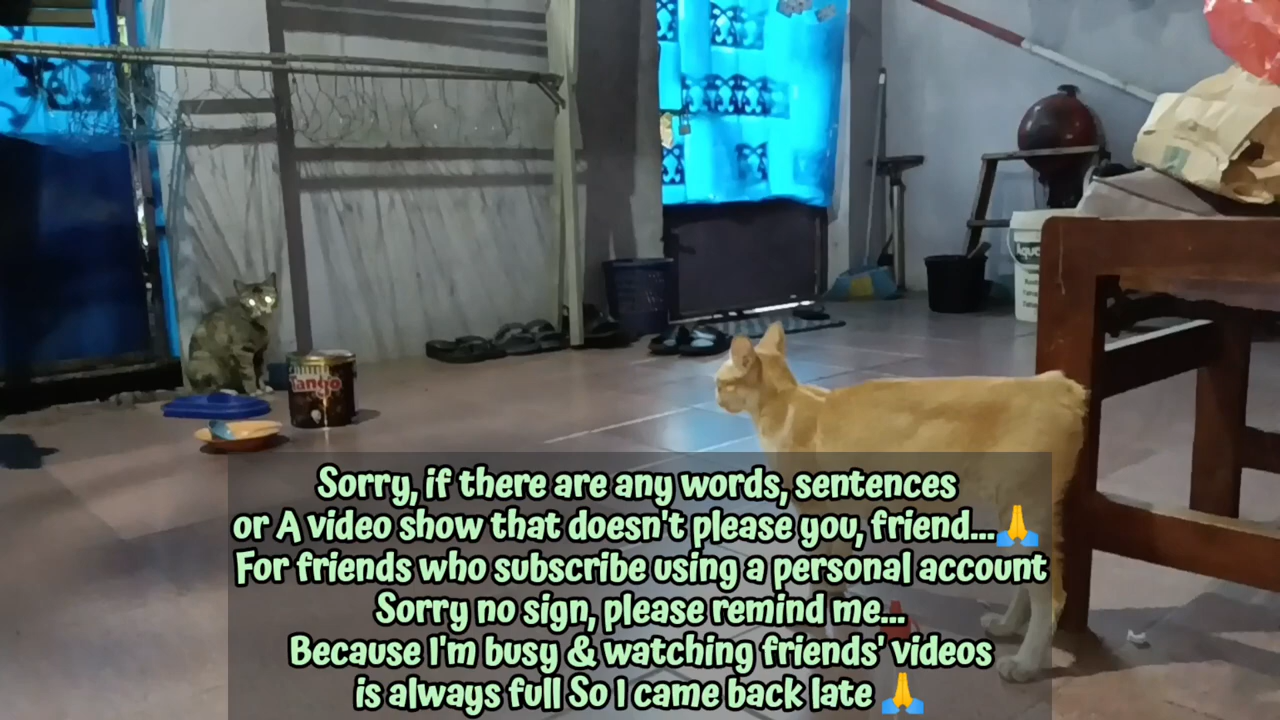 Tango
Sorry, if there are any words, sentences
or A video show that doesn't please you, friend...🙏
For friends who subscribe using a personal account
Sorry no sign, please remind me...
Because I'm busy & watching friends' videos
is always full So I came back late 🙏